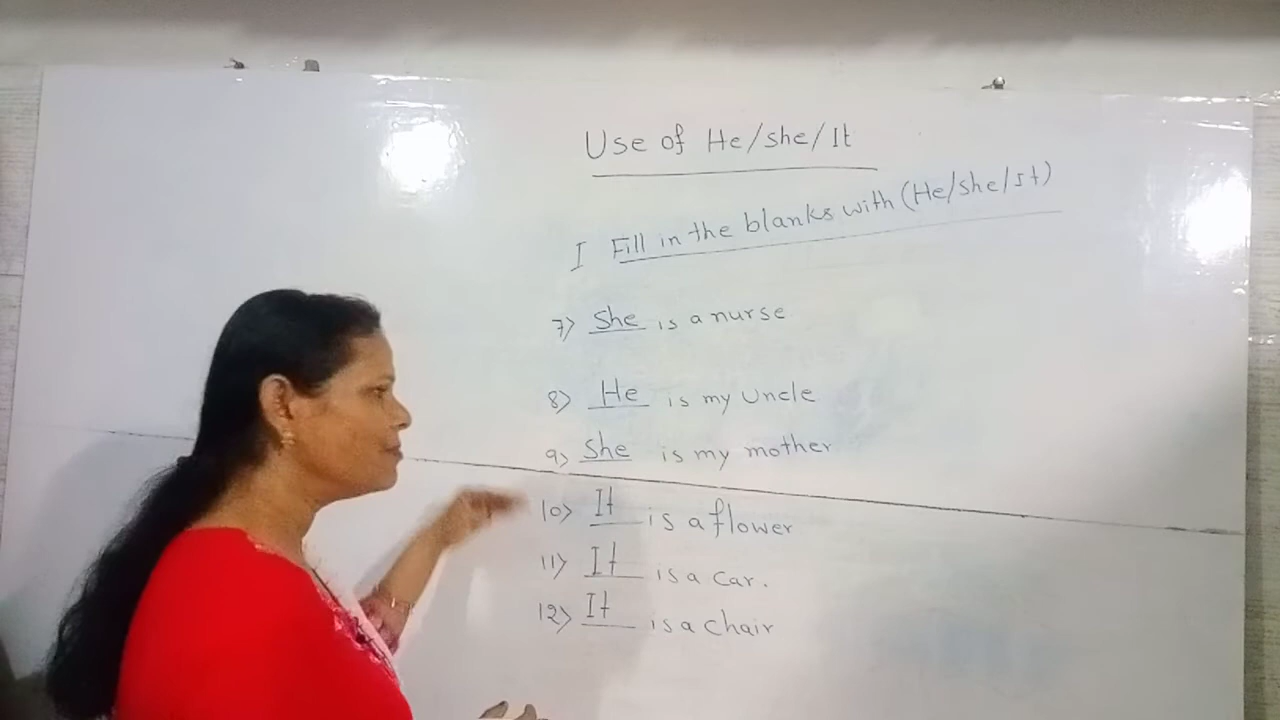 Use of He/she/It
I Fill in the blanks with (He/she/It)
7) She is a nurse
8) He is my Uncle
9) She is my mother
10) It is a flower
11) It is a car.
12) It is a chair